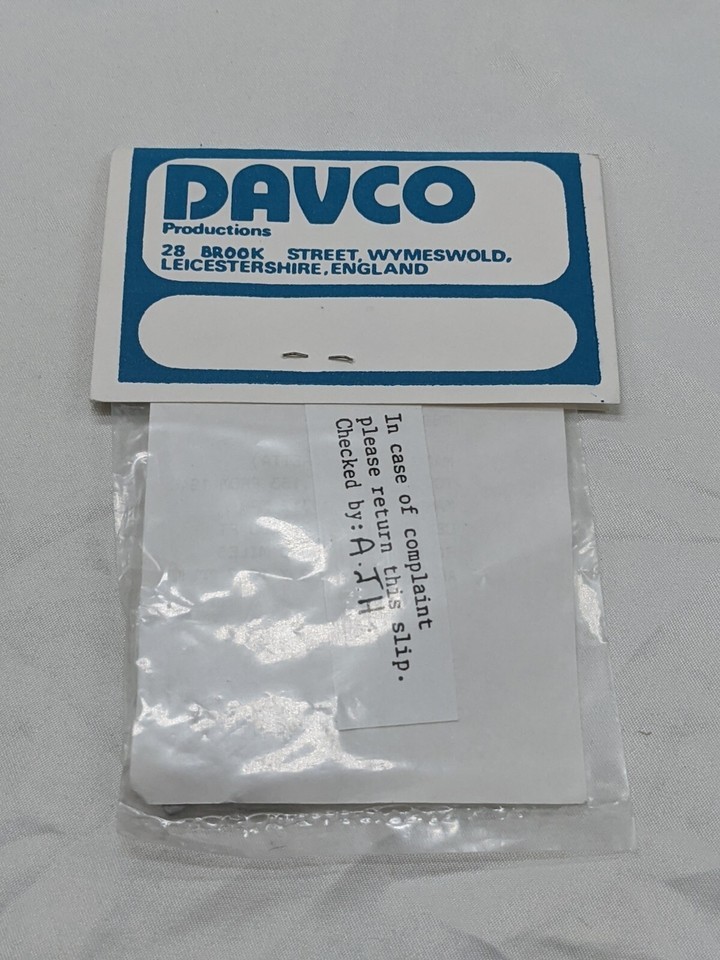 DAVCO
Productions
28 BROOK STREET, WYMESWOLD,
LEICESTERSHIRE, ENGLAND
In case of complaint
please return this slip.
Checked by: A.J.H.